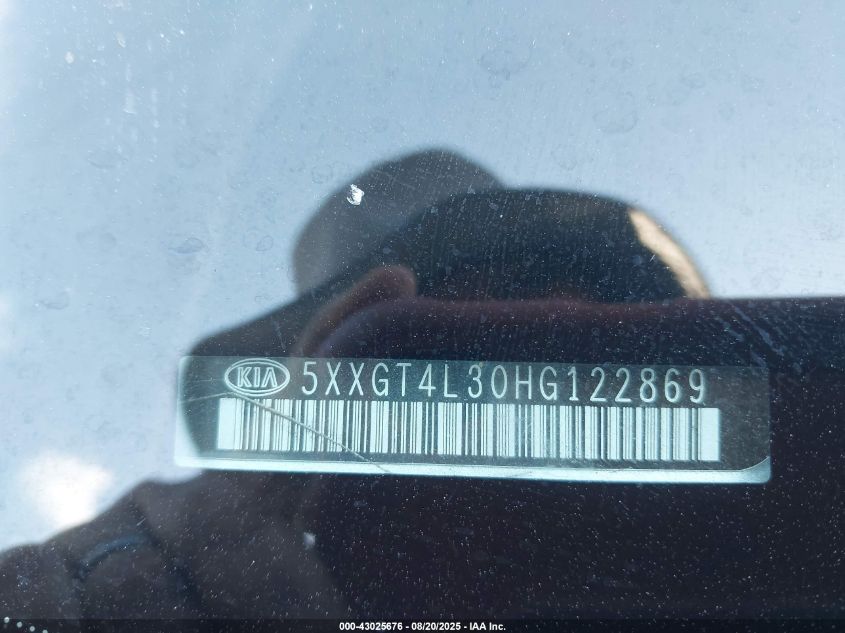 KIA 5XXGT4L30HG122869
000-43025676 - 08/20/2025 - IAA Inc.